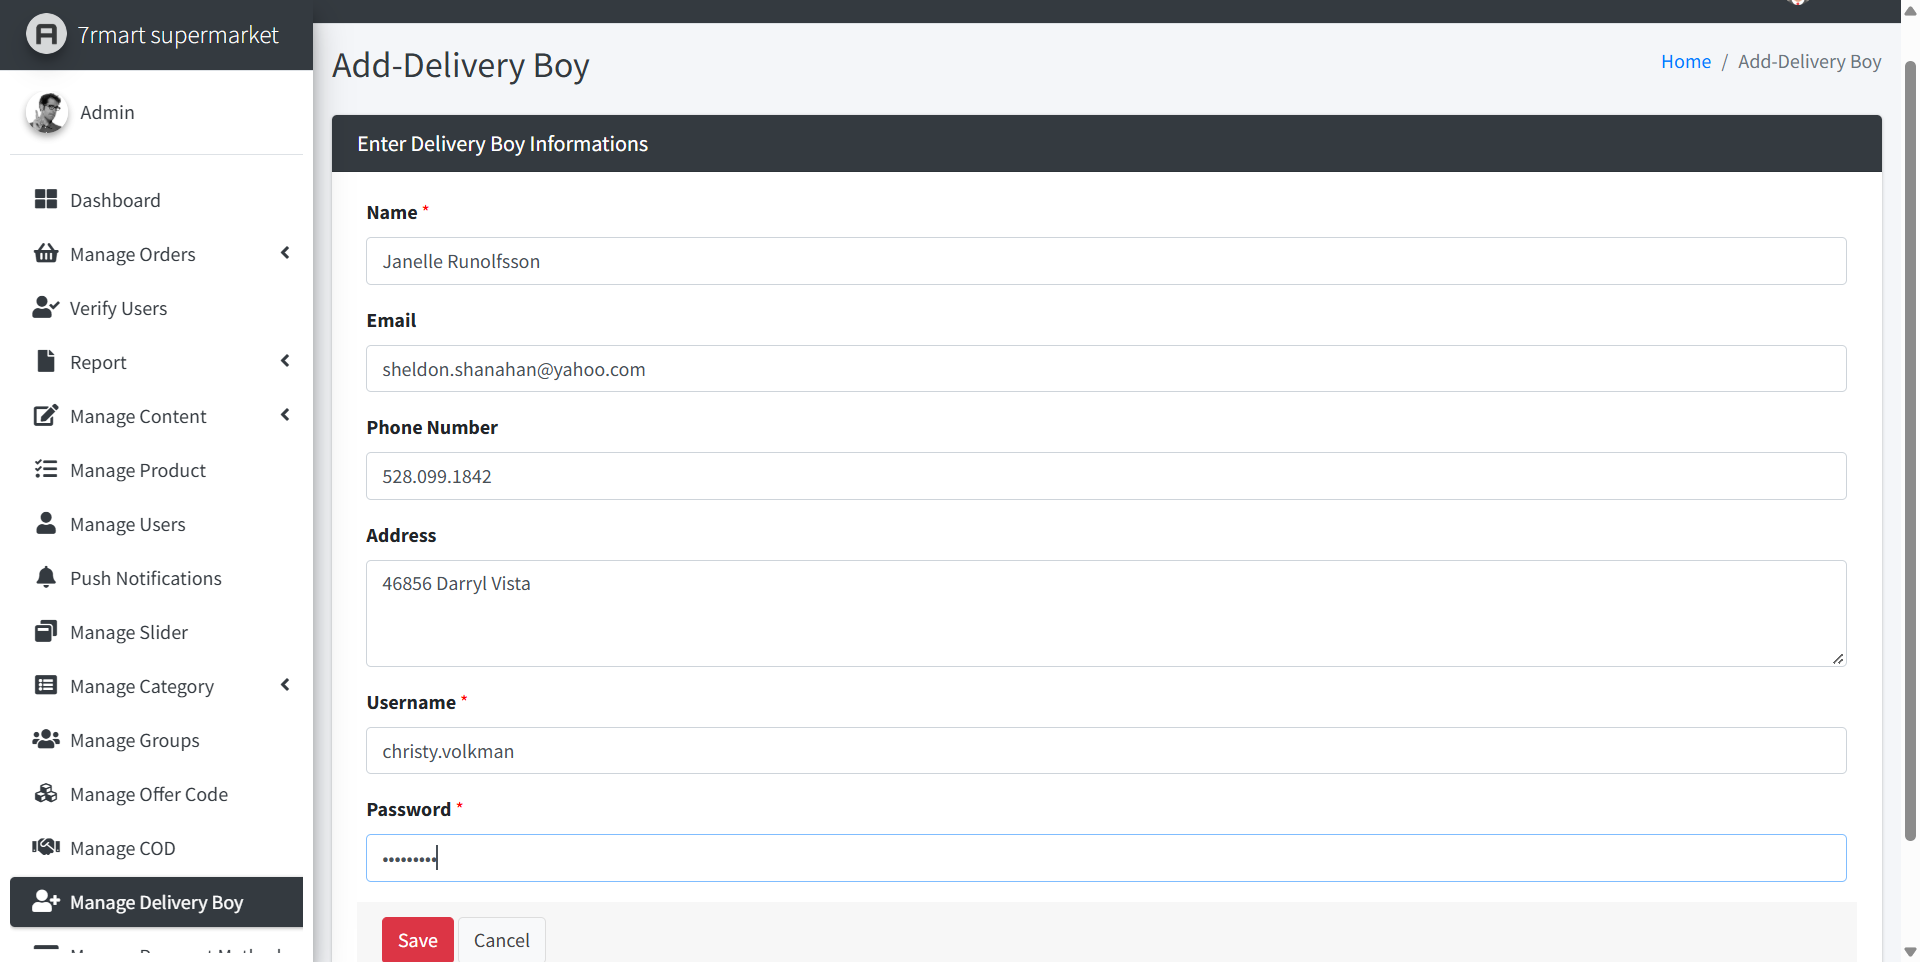 7rmart supermarket
Admin
Dashboard
Manage Orders
Verify Users
Report
Manage Content
Manage Product
Manage Users
Push Notifications
Manage Slider
Manage Category
Manage Groups
Manage Offer Code
Manage COD
Manage Delivery Boy
Add-Delivery Boy
Home / Add-Delivery Boy
Enter Delivery Boy Informations
Name *
Janelle Runolfsson
Email
sheldon.shanahan@yahoo.com
Phone Number
528.099.1842
Address
46856 Darryl Vista
Username *
christy.volkman
Password *
•••••••••
Save Cancel